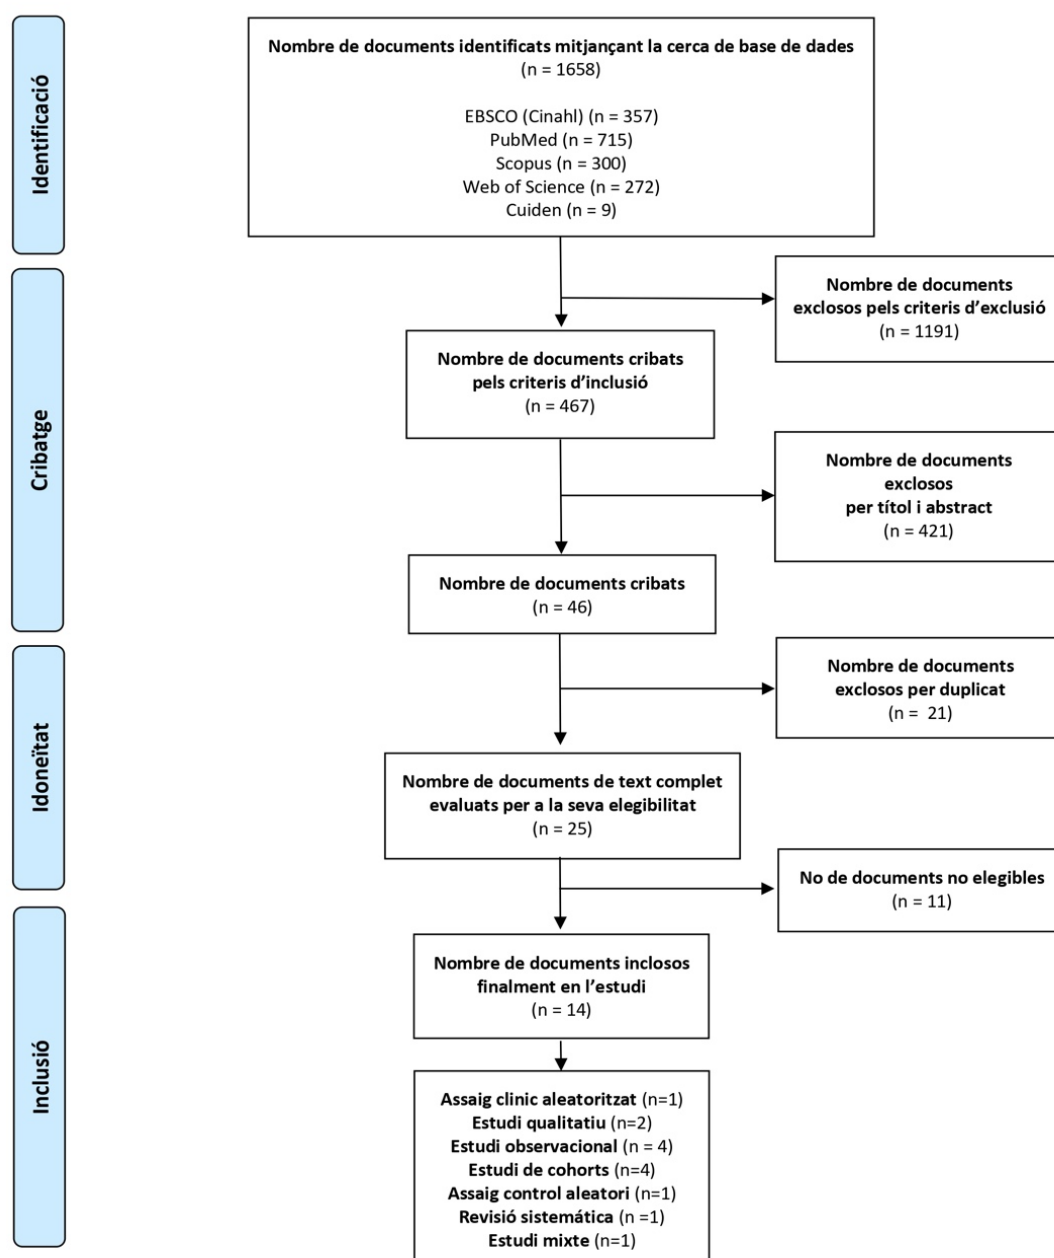 Identificació
Nombre de documents identificats mitjançant la cerca de base de dades
(n = 1658)
EBSCO (Cinahl) (n = 357)
PubMed (n = 715)
Scopus (n = 300)
Web of Science (n = 272)
Cuiden (n = 9)
Cribatge
Nombre de documents
exclosos pels criteris d’exclusió
(n = 1191)
Nombre de documents cribats
pels criteris d’inclusió
(n = 467)
Nombre de documents
exclosos
per títol i abstract
(n = 421)
Nombre de documents cribats
(n = 46)
Idoneïtat
Nombre de documents
exclosos per duplicat
(n = 21)
Nombre de documents de text complet
evaluats per a la seva elegibilitat
(n = 25)
No de documents no elegibles
(n = 11)
Inclusió
Nombre de documents inclosos
finalment en l’estudi
(n = 14)
Assaig clinic aleatoritzat (n=1)
Estudi qualitatiu (n=2)
Estudi observacional (n = 4)
Estudi de cohorts (n=4)
Assaig control aleatori (n=1)
Revisió sistemática (n =1)
Estudi mixte (n=1)